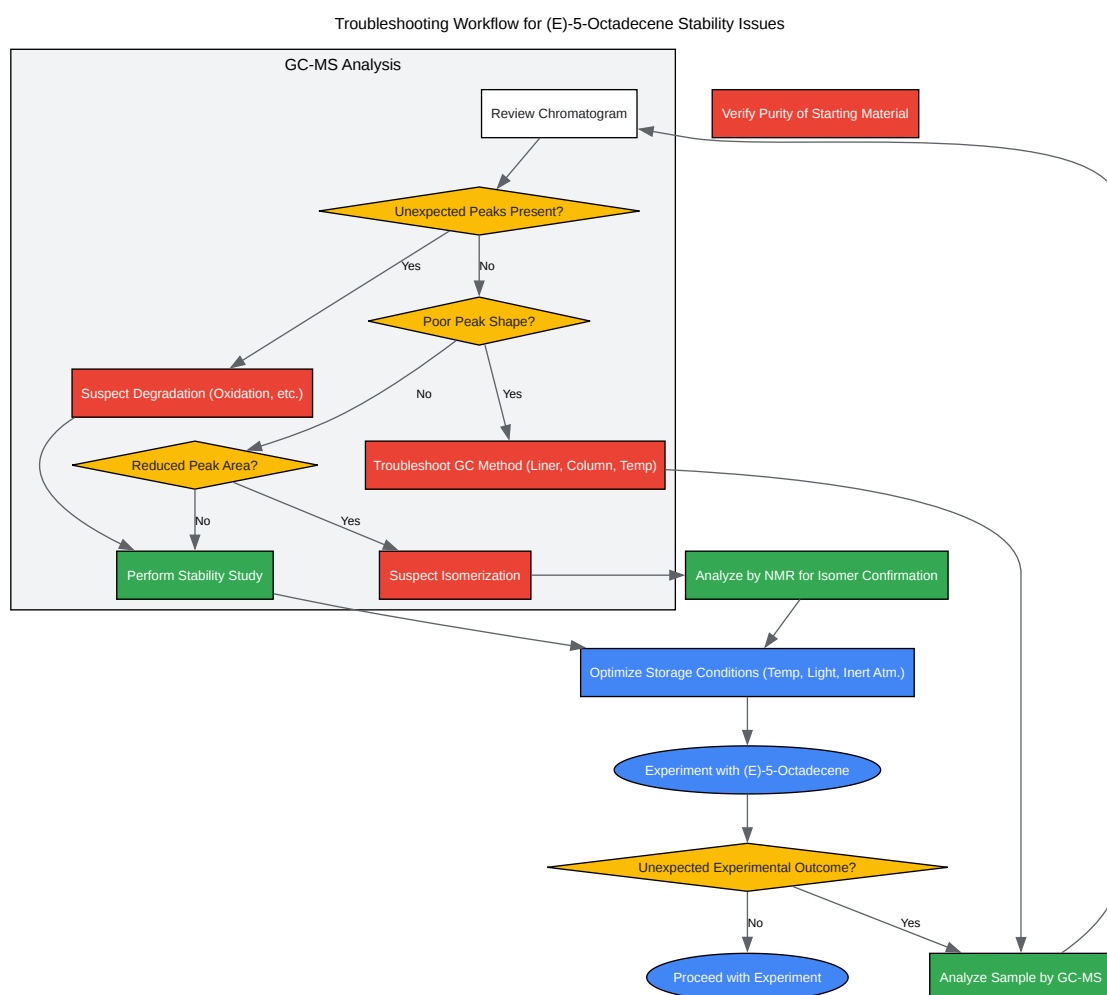 Troubleshooting Workflow for (E)-5-Octadecene Stability Issues
GC-MS Analysis
Review Chromatogram
Verify Purity of Starting Material
Unexpected Peaks Present?
Yes
No
Poor Peak Shape?
Suspect Degradation (Oxidation, etc.)
No
Yes
Reduced Peak Area?
Troubleshoot GC Method (Liner, Column, Temp)
No
Yes
Perform Stability Study
Suspect Isomerization
Analyze by NMR for Isomer Confirmation
Optimize Storage Conditions (Temp, Light, Inert Atm.)
Experiment with (E)-5-Octadecene
Unexpected Experimental Outcome?
No
Yes
Proceed with Experiment
Analyze Sample by GC-MS